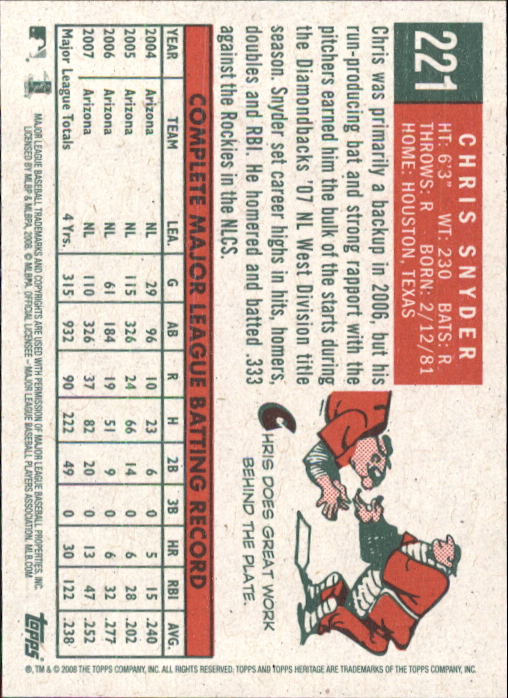 221
CHRIS SNYDER
HT: 6'3" WT: 230 BATS: R
THROWS: R BORN: 2/12/81
HOME: HOUSTON, TEXAS
Chris was primarily a backup in 2006, but his
run-producing bat and strong rapport with the
pitchers earned him the bulk of the starts during
the Diamondbacks' '07 NL West Division title
season. Snyder set career highs in hits, homers,
doubles and RBI. He homered and batted .333
against the Rockies in the NLCS.
CHRIS DOES GREAT WORK
BEHIND THE PLATE.
COMPLETE MAJOR LEAGUE BATTING RECORD
YEAR TEAM LEA. G AB R H 2B 3B HR RBI AVG.
2004 Arizona NL 29 96 10 23 6 0 5 15 .240
2005 Arizona NL 115 326 24 66 14 0 6 28 .202
2006 Arizona NL 61 184 19 51 9 0 6 32 .277
2007 Arizona NL 110 326 37 82 20 0 13 47 .252
Major League Totals 4 Yrs. 315 932 90 222 49 0 30 122 .238
MAJOR LEAGUE BASEBALL TRADEMARKS AND COPYRIGHTS ARE USED WITH PERMISSION OF MAJOR LEAGUE BASEBALL PROPERTIES, INC.
LICENSED BY MLBP & MLBPA, 2008. © MLBPA. OFFICIAL LICENSEE – MAJOR LEAGUE BASEBALL PLAYERS ASSOCIATION. MLB.COM
TOPPS
®, TM & © 2008 THE TOPPS COMPANY, INC. ALL RIGHTS RESERVED. TOPPS AND TOPPS HERITAGE ARE TRADEMARKS OF THE TOPPS COMPANY, INC.